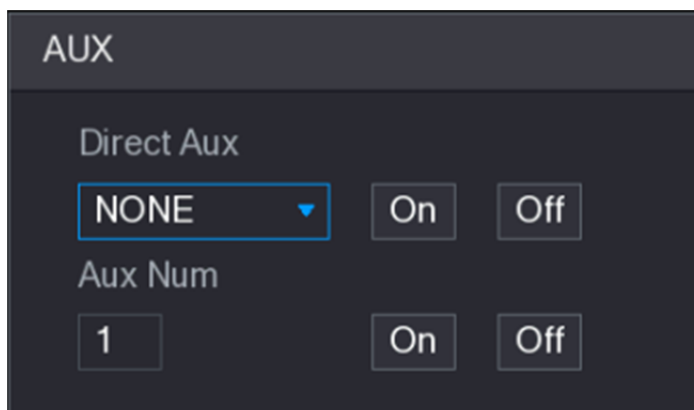 AUX
Direct Aux
NONE On Off
Aux Num
1 On Off